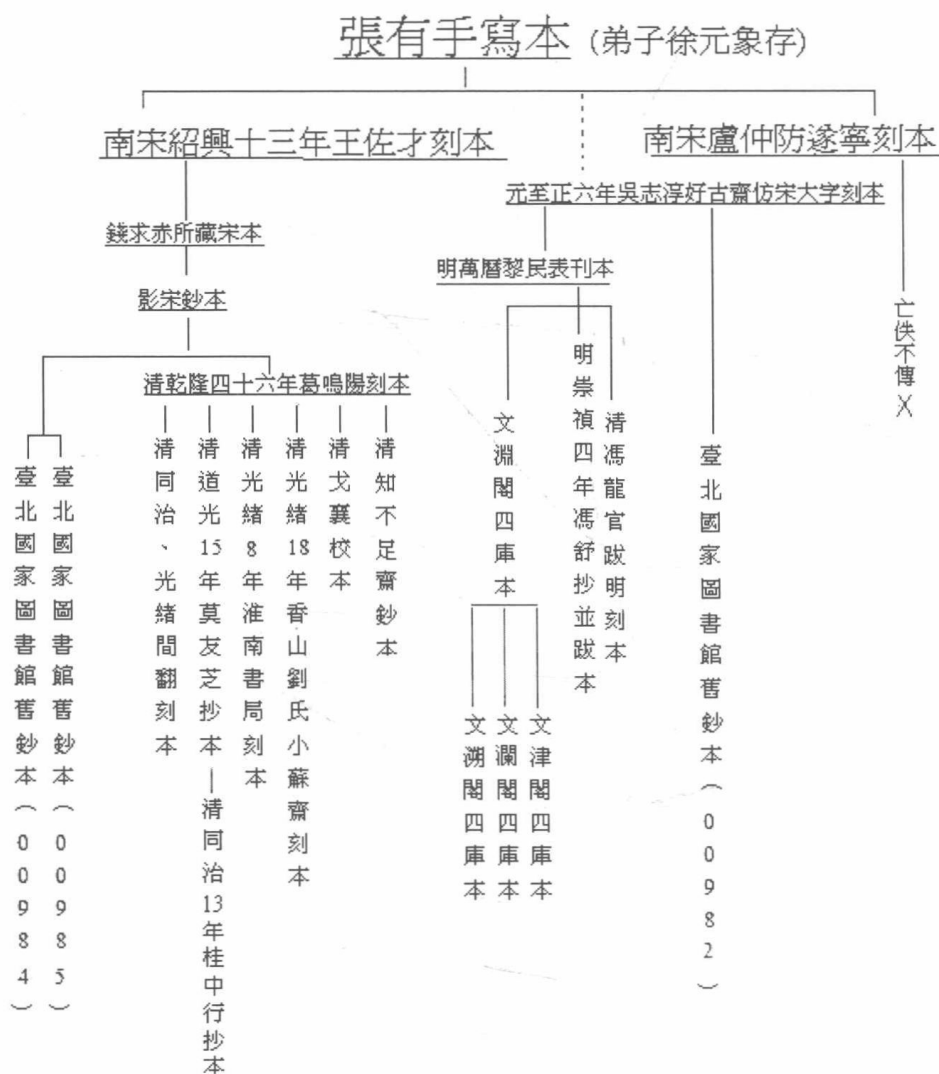 張有手寫本 (弟子徐元象存)
南宋紹興十三年王佐才刻本
南宋盧仲防遂寧刻本
元至正六年吳志淳好古齋仿宋大字刻本
錢求赤所藏宋本
明萬曆黎民表刊本
影宋鈔本
亡佚不傳╳
清乾隆四十六年葛鳴陽刻本
臺北國家圖書館舊鈔本(00984)
臺北國家圖書館舊鈔本(00985)
清同治、光緒間翻刻本
清道光15年莫友芝抄本
清同治13年桂中行抄本
清光緒8年淮南書局刻本
清光緒18年香山劉氏小蘇齋刻本
清戈襄校本
清知不足齋鈔本
文淵閣四庫本
明崇禎四年馮舒抄並跋本
清馮龍官跋明刻本
臺北國家圖書館舊鈔本(00982)
文溯閣四庫本
文瀾閣四庫本
文津閣四庫本